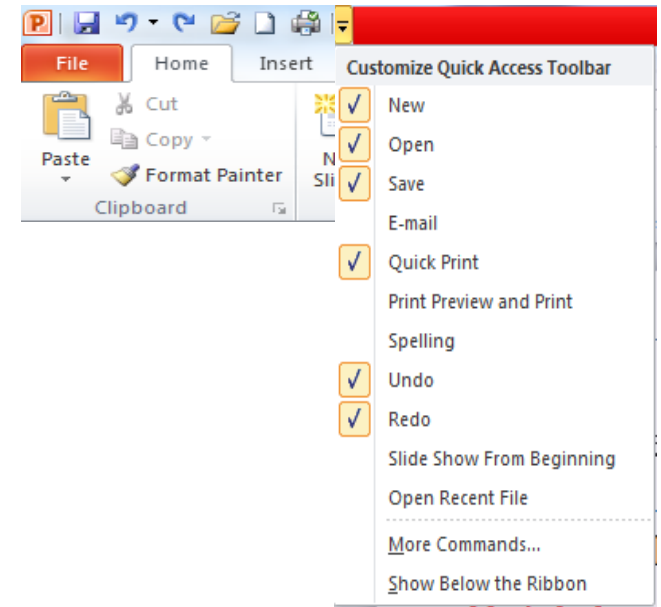 P
File Home Insert
Customize Quick Access Toolbar
Cut
Copy
Paste
Format Painter
N
Sli
Clipboard
New
Open
Save
E-mail
Quick Print
Print Preview and Print
Spelling
Undo
Redo
Slide Show From Beginning
Open Recent File
More Commands...
Show Below the Ribbon